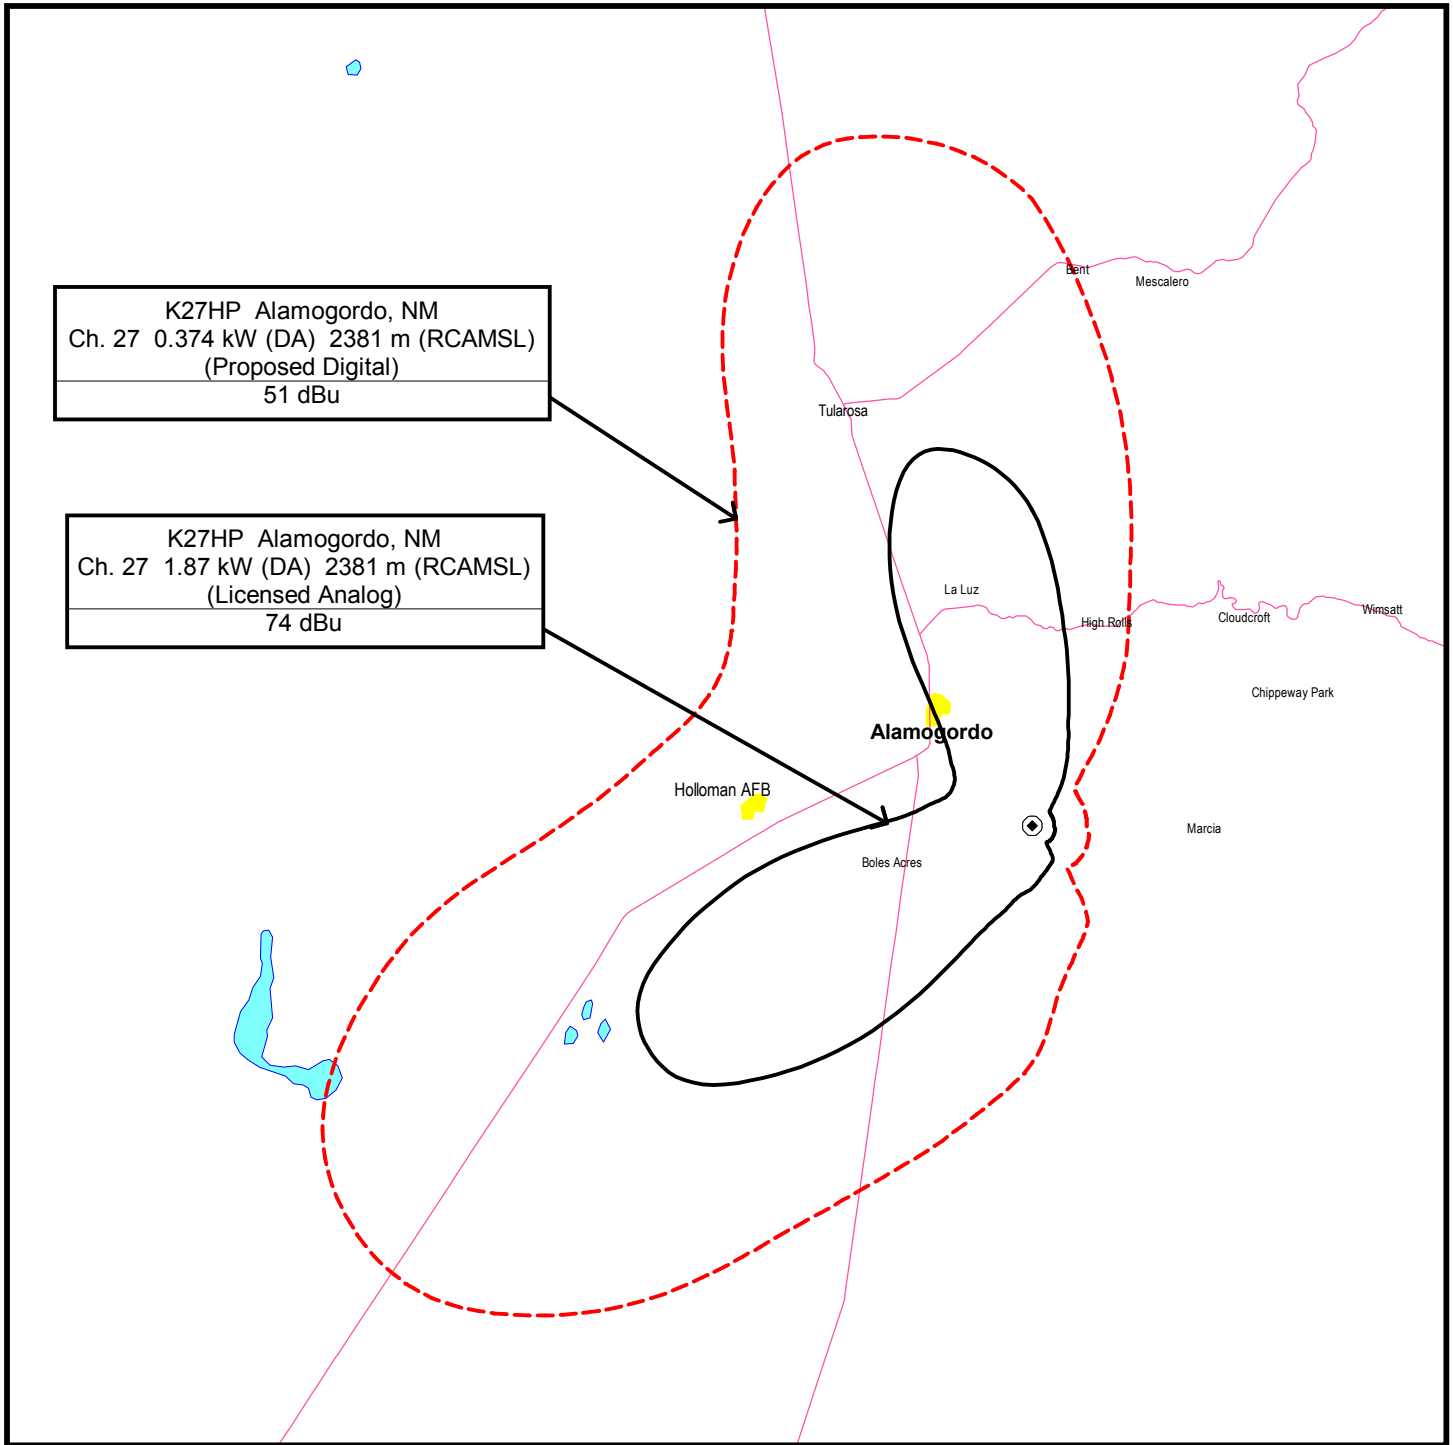 K27HP Alamogordo, NM
Ch. 27 0.374 kW (DA) 2381 m (RCAMSL)
(Proposed Digital)
51 dBu
K27HP Alamogordo, NM
Ch. 27 1.87 kW (DA) 2381 m (RCAMSL)
(Licensed Analog)
74 dBu
Bent
Mescalero
Tularosa
La Luz
High Rolls
Cloudcroft
Wimsatt
Chippeway Park
Alamogordo
Holloman AFB
Marcia
Boles Acres